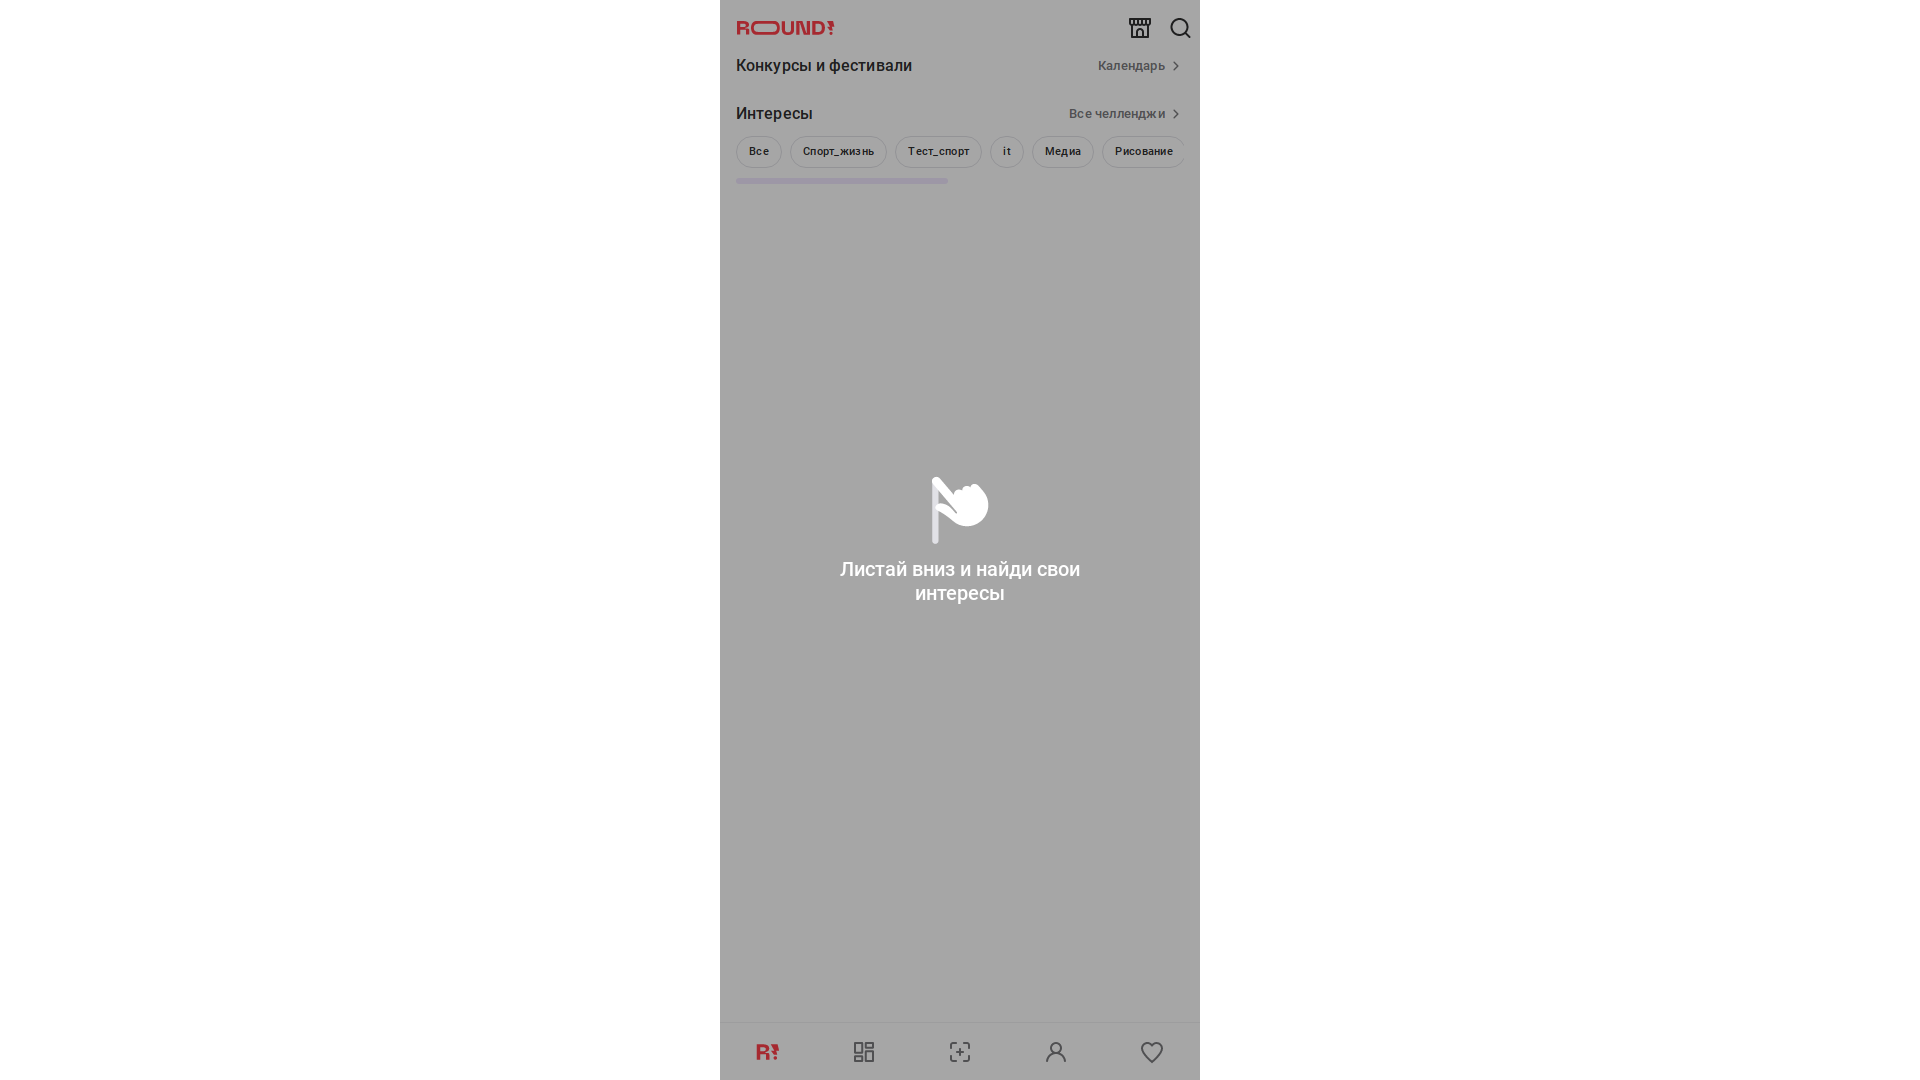 ROUND!
Конкурсы и фестивали
Календарь
Интересы
Все челленджи
Все
Спорт_жизнь
Тест_спорт
it
Медиа
Рисование
Листай вниз и найди свои
интересы
R!